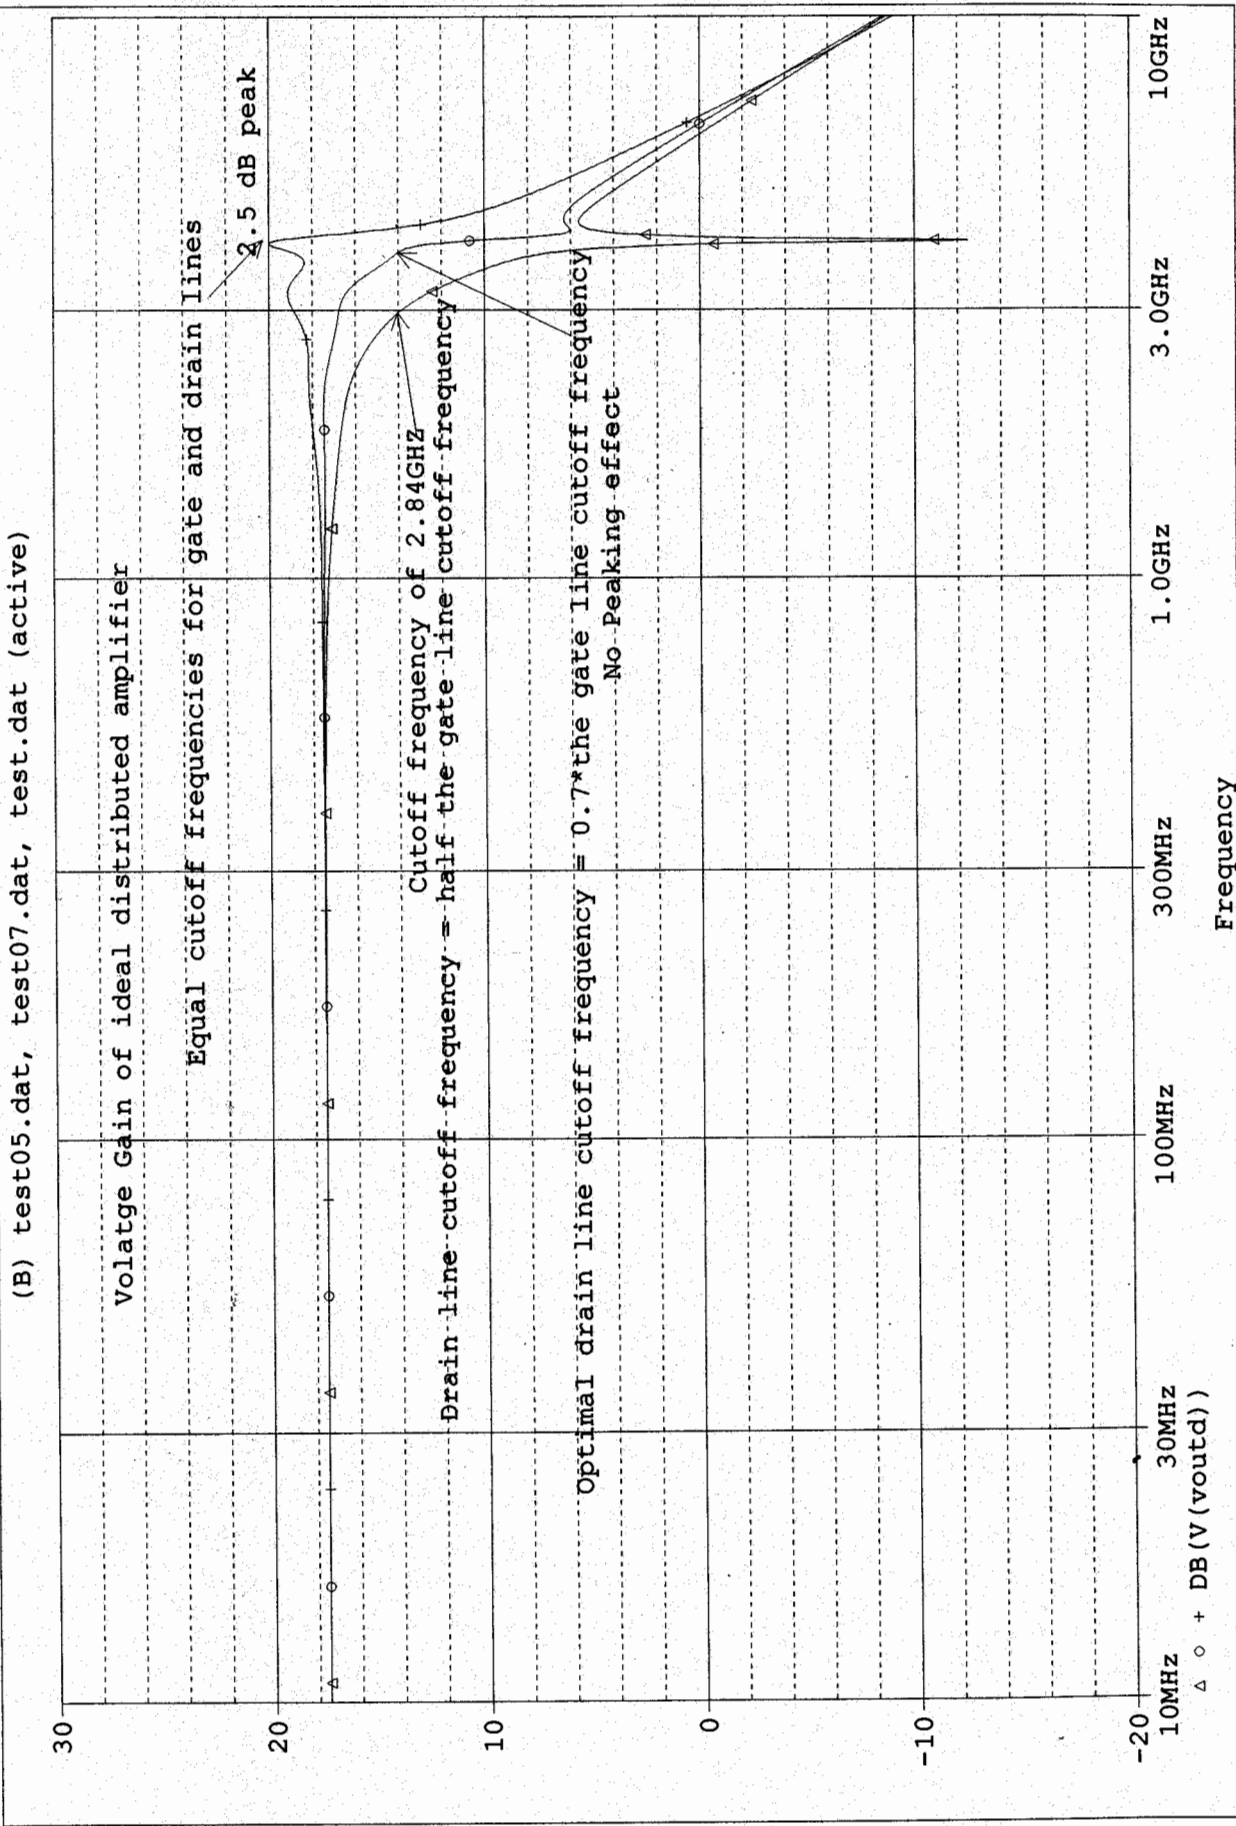 (B) test05.dat, test07.dat, test.dat (active)
30
20
10
0
-10
-20
Volatge Gain of ideal distributed amplifier
Equal cutoff frequencies for gate and drain lines
2.5 dB peak
Cutoff frequency of 2.84GHZ
Drain line cutoff frequency = half the gate line cutoff frequency
Optimal drain line cutoff frequency = 0.7*the gate line cutoff frequency
No Peaking effect
10MHz
30MHz
100MHz
300MHz
1.0GHz
3.0GHz
10GHz
+ DB(V(voutd))
Frequency